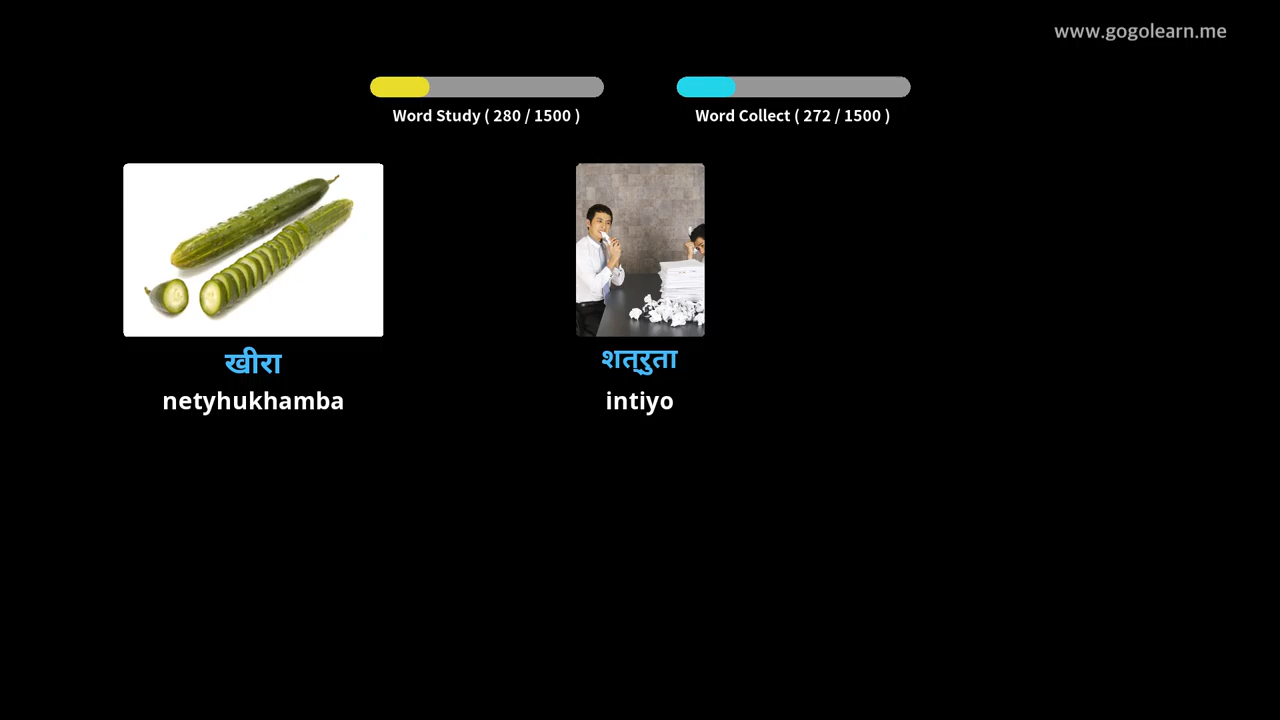 www.gogolearn.me
Word Study ( 280 / 1500 )
Word Collect ( 272 / 1500 )
खीरा
netyhukhamba
शत्रुता
intiyo